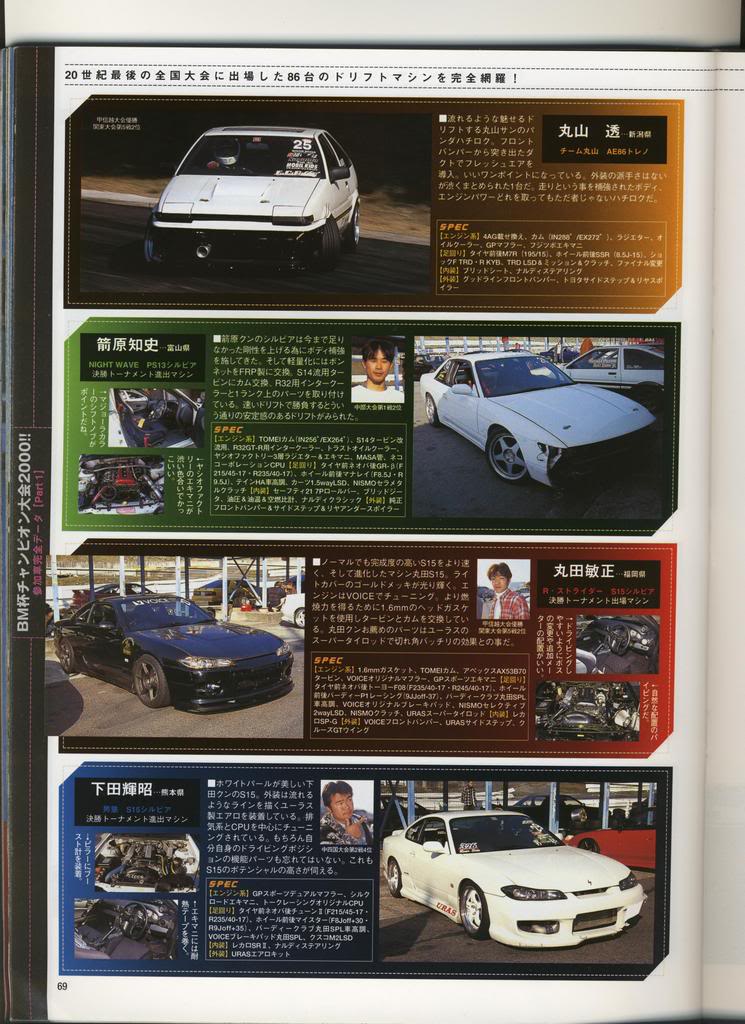 20世紀最後の全国大会に出場した86台のドリフトマシンを完全網羅！
甲信越大会優勝
関東大会第5戦2位
25
■流れるような魅せるド
リフトする丸山サンのパ
ンダハチロク。フロント
バンパーから突き出たダ
クトでフレッシュエアを
導入。いいワンポイントになっている。外装の派手さはない
が渋くまとめられた1台だ。走りという事を補強されたボディ、
エンジンパワーどれを取ってもただ者じゃないハチロクだ。
丸山 透…新潟県
チーム丸山 AE86トレノ
SPEC
【エンジン系】4AG載せ換え、カム（IN288°/EX272°）、ラジエター、オ
イルクーラー、GPマフラー、フジツボエキマニ
【足回り】タイヤ前後M7R（195/15）、ホイール前後SSR（8.5J-15）、ショ
ックF TRD・R KYB、TRD LSD＆ミッション＆クラッチ、ファイナル変更
【内装】ブリッドシート、ナルディステアリング
【外装】グッドラインフロントバンパー、トヨタサイドステップ＆リヤスポ
イラー
箭原知史…富山県
NIGHT WAVE PS13シルビア
決勝トーナメント進出マシン
↑マジョーラカラ
ーのシフトノブが
ポイントだね。
←ヤシオファクト
リーのエキマニが
渋い色合いでかっ
こいい。
■箭原クンのシルビアは今まで足り
なかった剛性を上げる為にボディ補強
を施してきた。そして軽量化にはボン
ネットをFRP製に交換。S14流用ター
ビンにカム交換、R32用インタークーラ
ーと1ランク上のパーツを取り付けて
いる。速いドリフトで勝負するとうい
う通りの安定感のあるドリフトがみられた。
中部大会第1戦2位
SPEC
【エンジン系】TOMEIカム（IN256°/EX264°）、S14タービン改
流用、R32GT-R用インタークーラー、トラストオイルクーラー、
ヤシオファクトリー3層ラジエター＆エキマニ、MASA管、ネコ
コーポレーションCPU【足回り】タイヤ前ネオバ後GR-β（F
215/45-17・R235/40-17）、ホイール前後マナレイ（F8.5J・R
9.5J）、テインHA車高調、カーツ1.5wayLSD、NISMOセラメタ
ルクラッチ【内装】セーフティ21 7Pロールバー、ブリッドジー
タ、油圧＆油温＆空燃比計、ナルディクラシック【外装】純正
フロントバンパー＆サイドステップ＆リヤアンダースポイラー
■ノーマルでも完成度の高いS15をより速
く、そして進化したマシン丸田S15。ライ
トカバーのゴールドメッキが光り輝く。エ
ンジンはVOICEでチューニング。より燃
焼力を得るために1.6mmのヘッドガスケ
ットを使用しタービンとカムを交換してい
る。丸田クンお薦めのパーツはユーラスの
スーパータイロッドで切れ角バッチリの効果との事だ。
甲信越大会優勝
関東大会第5戦2位
丸田敏正…福岡県
R・ストライダー S15シルビア
決勝トーナメント出場マシン
↑ドライビングし
やすいようにポス
の変更や追加メー
ターの配置がいい
←自然な配置のパ
イピングだ。
SPEC
【エンジン系】1.6mmガスケット、TOMEIカム、アペックスAX53B70
タービン、VOICEオリジナルマフラー、GPスポーツエキマニ【足回り】
タイヤ前ネオバ後トーヨーF08（F235/40-17・R245/40-17）、ホイール
前後バーディーP1レーシング（9JJoff-37）、バーディークラブ丸田SPL
車高調、VOICEオリジナルブレーキパッド、NISMOセレクティブ
2wayLSD、NISMOクラッチ、URASスーパータイロッド【内装】レカ
ロSP-G【外装】VOICEフロントバンパー、URASサイドステップ、ク
ルーズGTウイング
下田輝昭…熊本県
男塾 S15シルビア
決勝トーナメント進出マシン
↓ピラーにブー
スト計を装着。
↑エキマニには耐
熱テープを巻く。
■ホワイトパールが美しい下
田クンのS15。外装は流れる
ようなラインを描くユーラス
製エアロを装着している。排
気系とCPUを中心にチューニ
ングされている。もちろん自
分自身のドライビングポジショ
ンの機能パーツも忘れてはいない。これも
S15のポテンシャルの高さが伺える。
中四国大会第2戦4位
SPEC
【エンジン系】GPスポーツデュアルマフラー、シルク
ロードエキマニ、トークレーシングオリジナルCPU
【足回り】タイヤ前ネオバ後チューンⅡ（F215/45-17・
R235/40-17）、ホイール前後マイスター（F8Joff+30・
R9Joff+35）、バーディークラブ丸田SPL車高調、
VOICEブレーキパッド丸田SPL、クスコM2LSD
【内装】レカロSRⅡ、ナルディステアリング
【外装】URASエアロキット
URAS
BM杯チャンピオン大会2000!!
参加車完全データ［Part1］
69